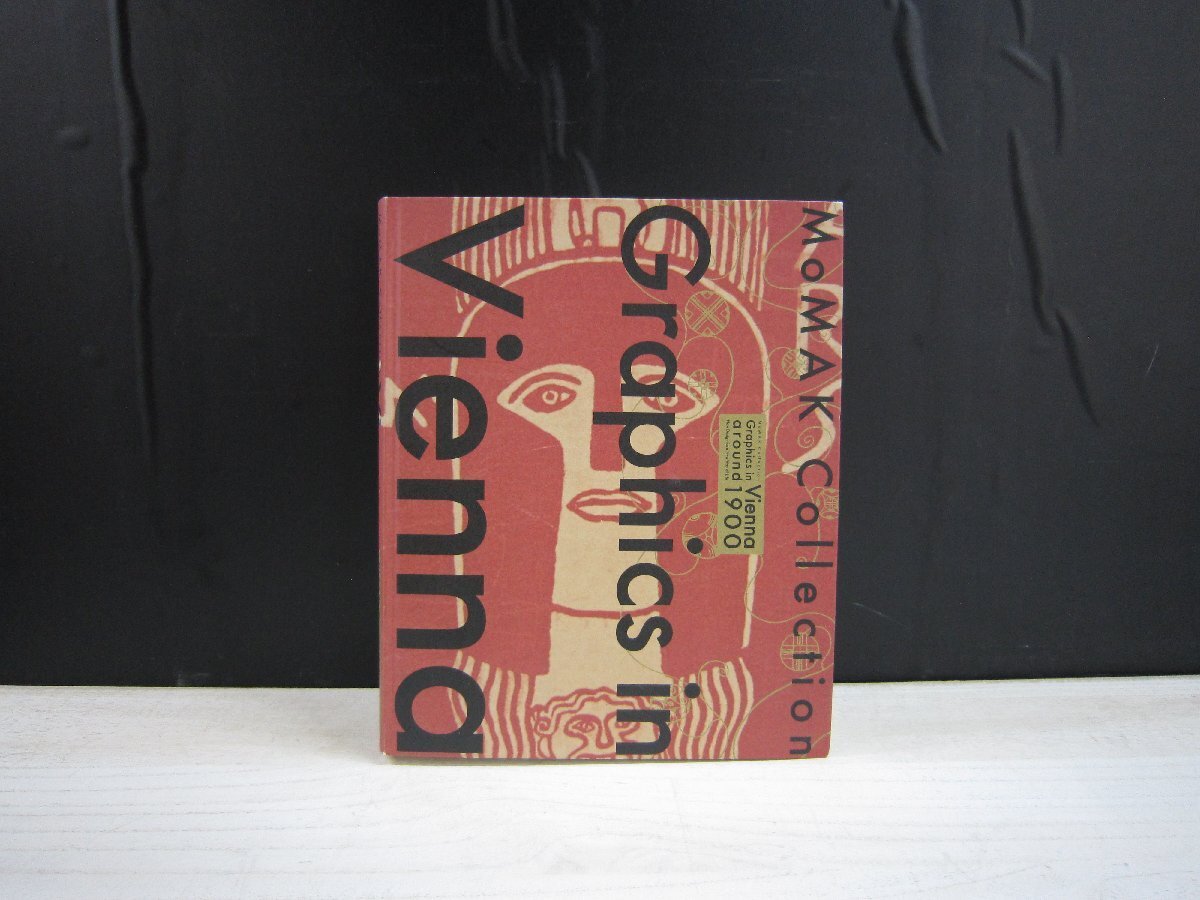 MoMAK Collection
Graphics in
Vienna
Graphics in Vienna
around 1900